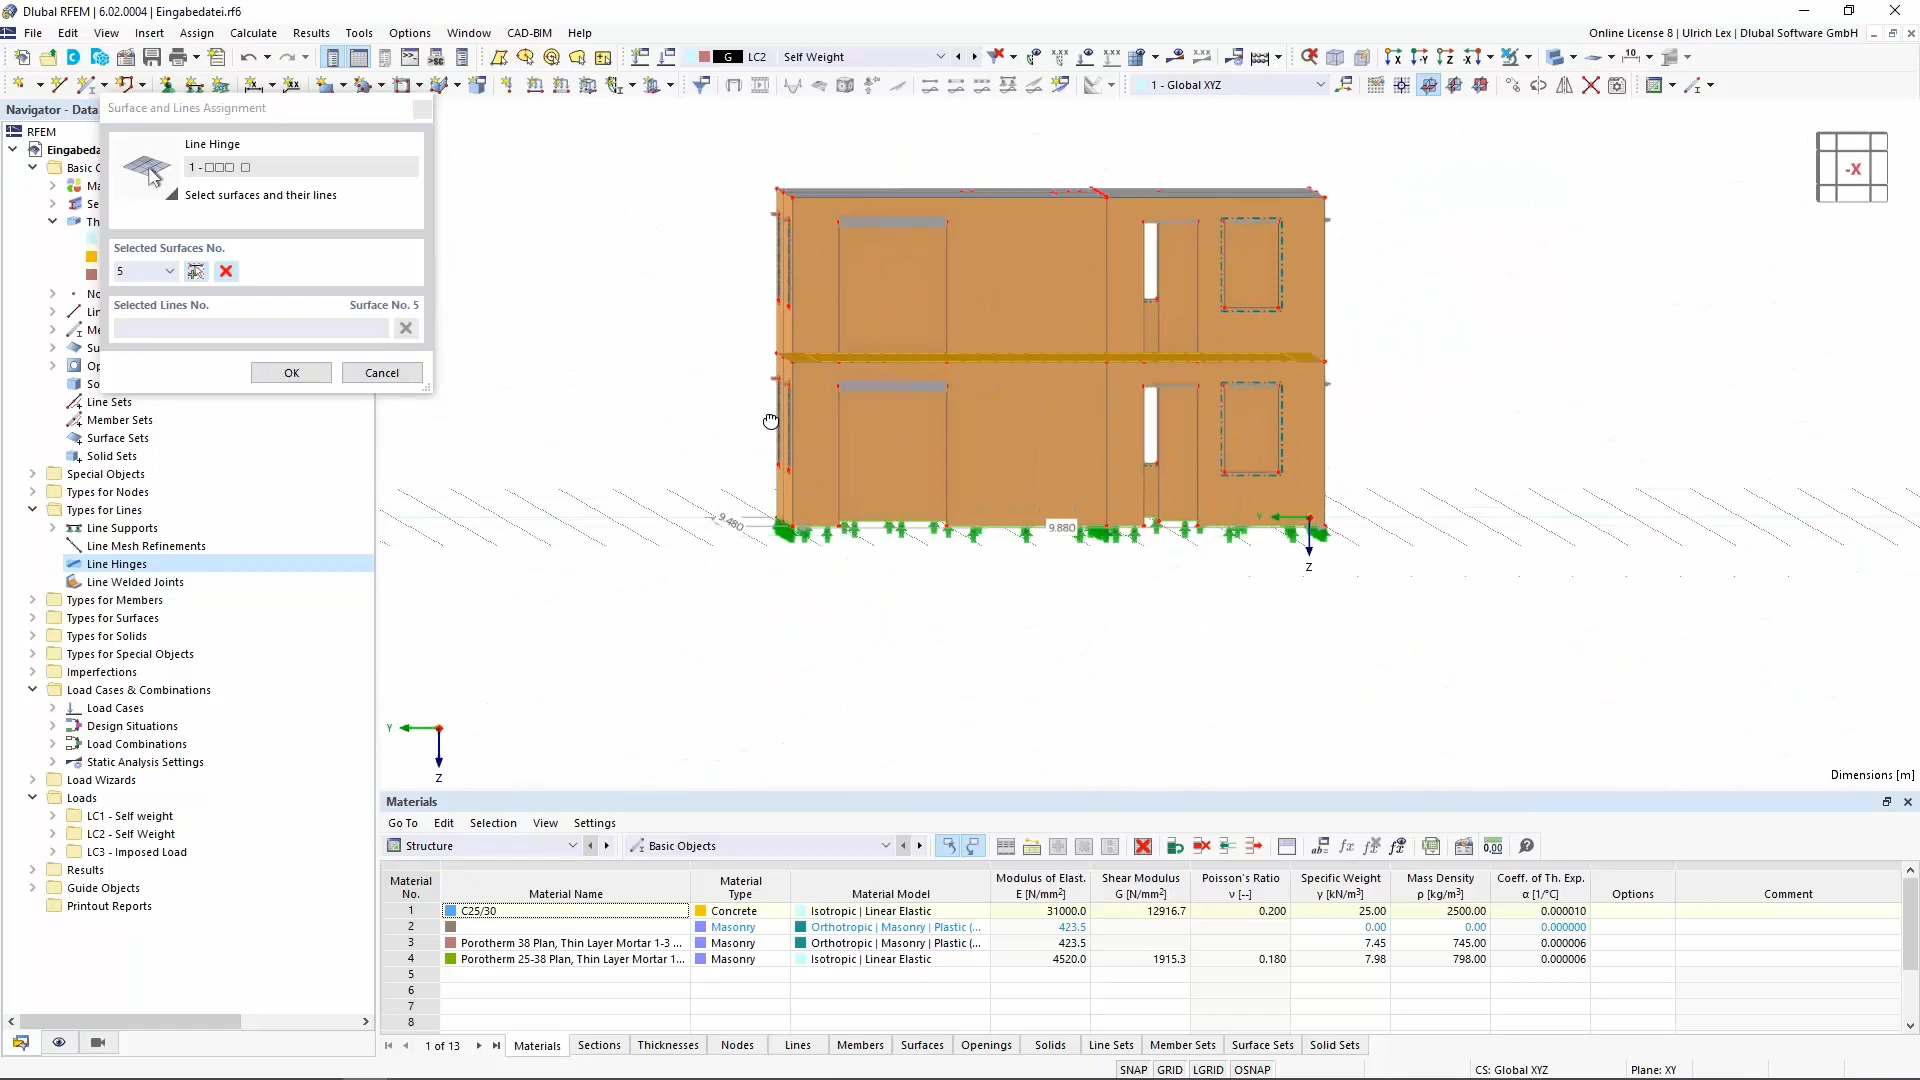 Dlubal RFEM | 6.02.0004 | Eingabedatei.rf6
File Edit View Insert Assign Calculate Results Tools Options Window CAD-BIM Help
Online License 8 | Ulrich Lex | Dlubal Software GmbH
G LC2 Self Weight
1 - Global XYZ
Navigator - Data
Surface and Lines Assignment
RFEM
Line Hinge
1 -
Select surfaces and their lines
Selected Surfaces No.
5
Selected Lines No. Surface No. 5
OK Cancel
Eingabeda
Basic
Line Sets
Member Sets
Surface Sets
Solid Sets
Special Objects
Types for Nodes
Types for Lines
Line Supports
Line Mesh Refinements
Line Hinges
Line Welded Joints
Types for Members
Types for Surfaces
Types for Solids
Types for Special Objects
Imperfections
Load Cases & Combinations
Load Cases
Design Situations
Load Combinations
Static Analysis Settings
Load Wizards
Loads
LC1 - Self weight
LC2 - Self Weight
LC3 - Imposed Load
Results
Guide Objects
Printout Reports
-X
9.480
9.880
Y
Z
Y
Z
Dimensions [m]
Materials
Go To Edit Selection View Settings
Structure Basic Objects
Material No. Material Name Material Type Material Model Modulus of Elast. E [N/mm²] Shear Modulus G [N/mm²] Poisson's Ratio ν [--] Specific Weight γ [kN/m³] Mass Density ρ [kg/m³] Coeff. of Th. Exp. α [1/°C] Options Comment
1 C25/30 Concrete Isotropic | Linear Elastic 31000.0 12916.7 0.200 25.00 2500.00 0.000010
2 Masonry Orthotropic | Masonry | Plastic (... 423.5 0.00 0.00 0.000000
3 Porotherm 38 Plan, Thin Layer Mortar 1-3 ... Masonry Orthotropic | Masonry | Plastic (... 423.5 7.45 745.00 0.000006
4 Porotherm 25-38 Plan, Thin Layer Mortar 1... Masonry Isotropic | Linear Elastic 4520.0 1915.3 0.180 7.98 798.00 0.000006
5
6
7
8
1 of 13 Materials Sections Thicknesses Nodes Lines Members Surfaces Openings Solids Line Sets Member Sets Surface Sets Solid Sets
SNAP GRID LGRID OSNAP CS: Global XYZ Plane: XY